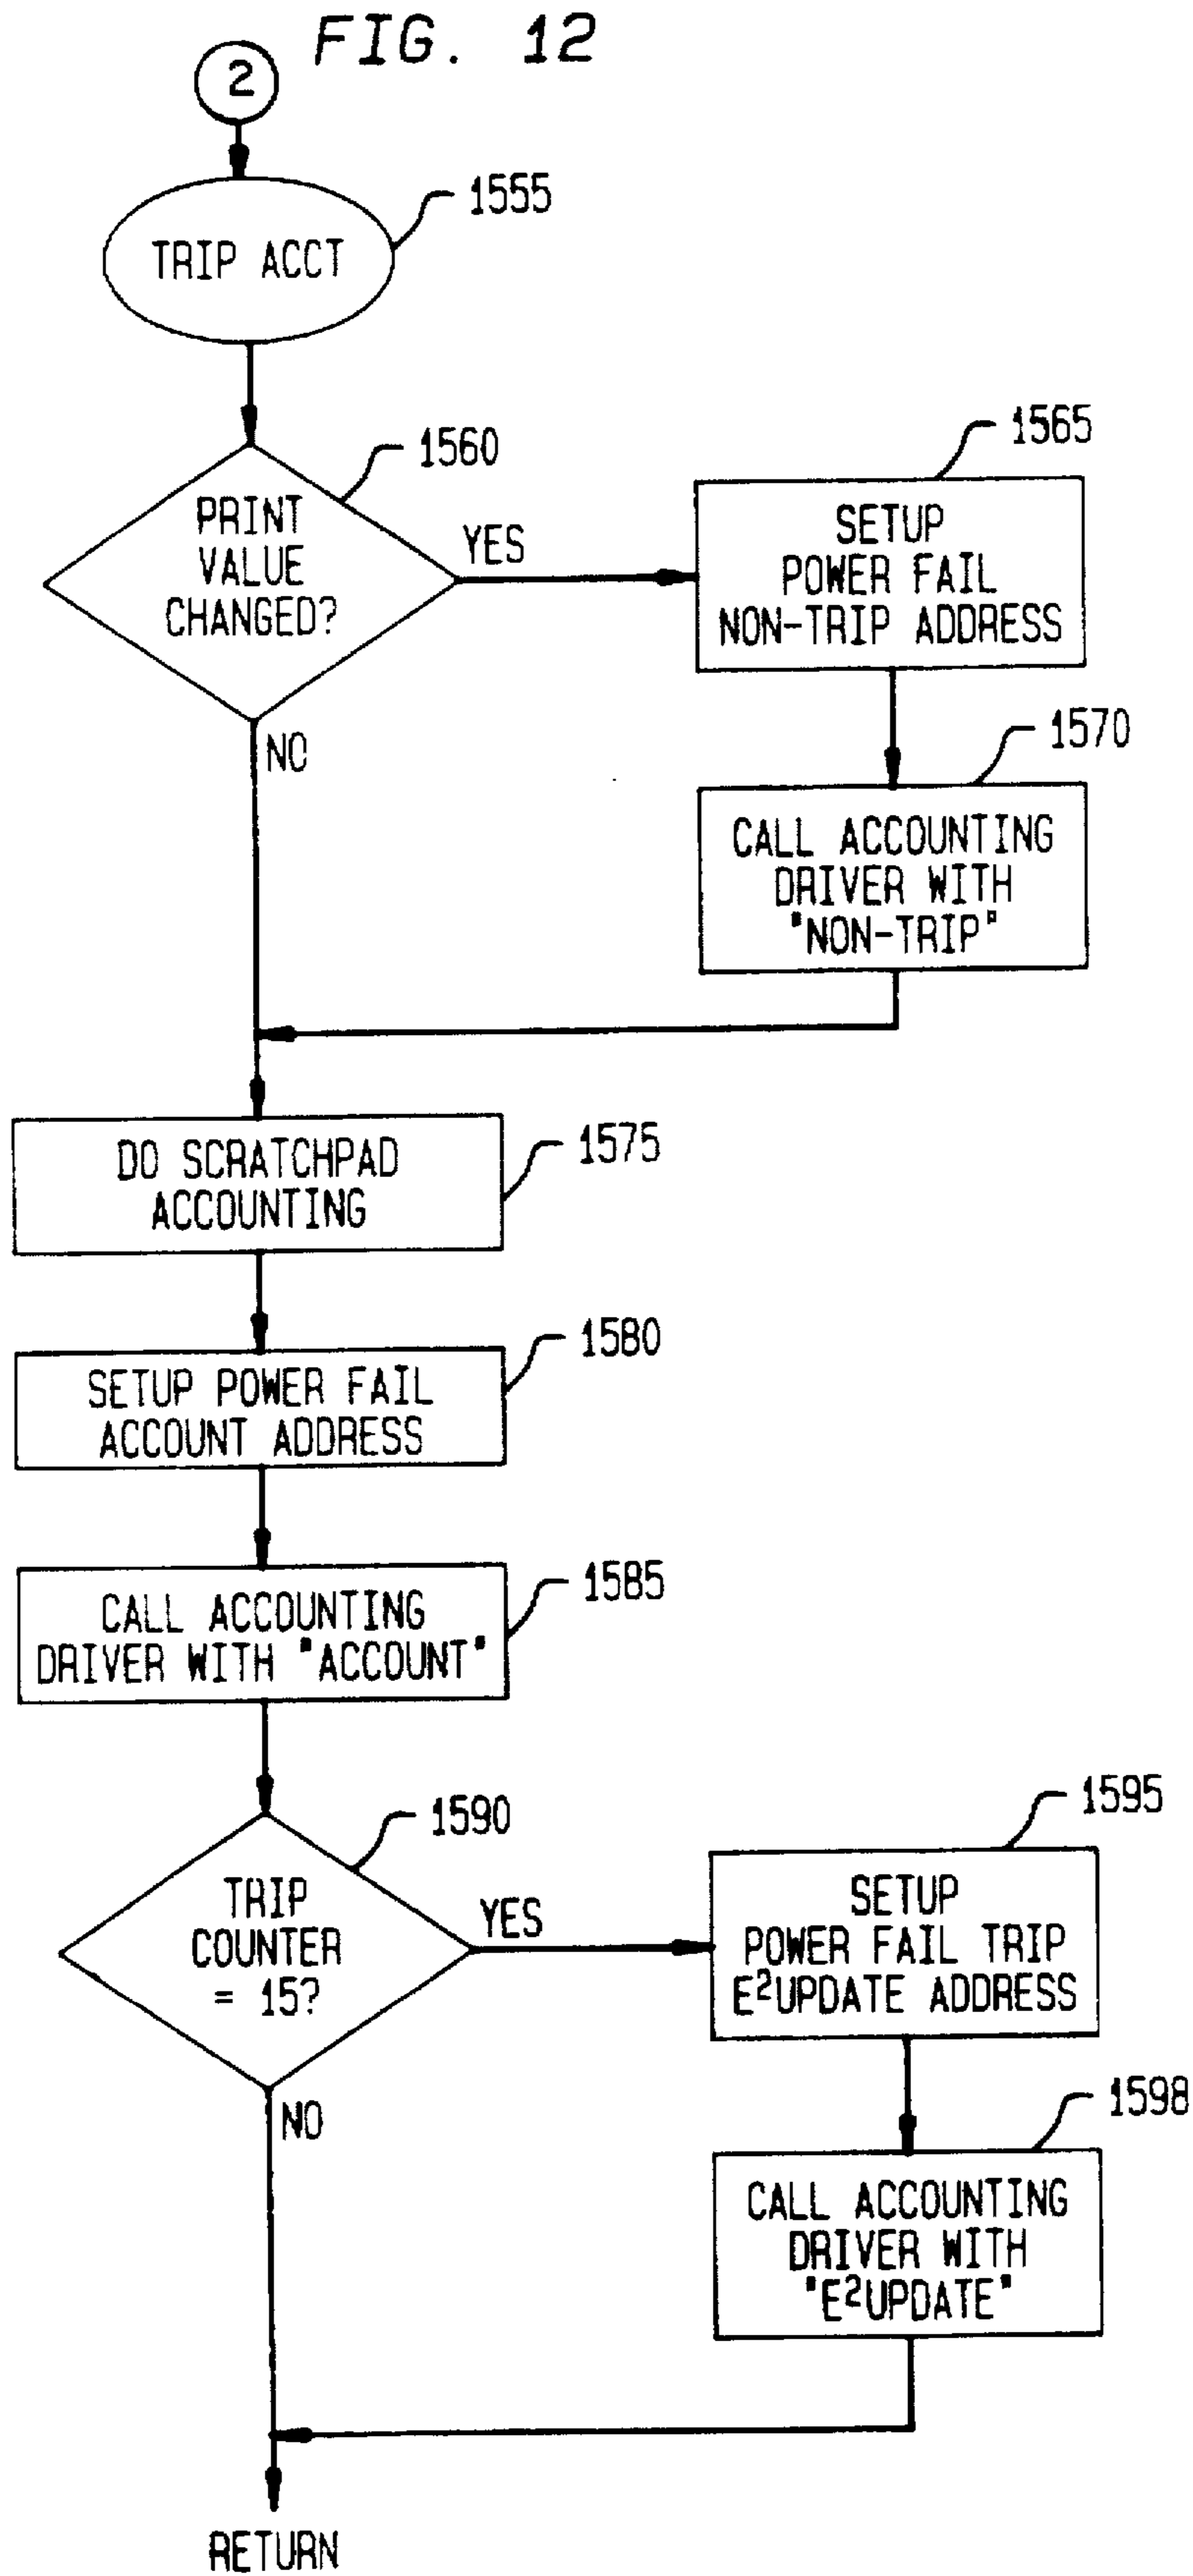 FIG. 12
2
1555
TRIP ACCT
1560
PRINT
VALUE
CHANGED?
YES
NO
1565
SETUP
POWER FAIL
NON-TRIP ADDRESS
1570
CALL ACCOUNTING
DRIVER WITH
"NON-TRIP"
1575
DO SCRATCHPAD
ACCOUNTING
1580
SETUP POWER FAIL
ACCOUNT ADDRESS
1585
CALL ACCOUNTING
DRIVER WITH "ACCOUNT"
1590
TRIP
COUNTER
= 15?
YES
NO
1595
SETUP
POWER FAIL TRIP
E²UPDATE ADDRESS
1598
CALL ACCOUNTING
DRIVER WITH
"E²UPDATE"
RETURN